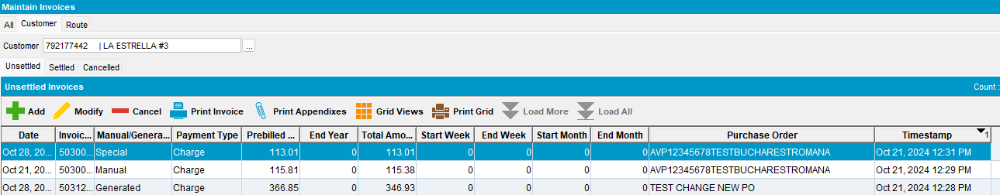 Maintain Invoices
All Customer Route
Customer 792177442 | LA ESTRELLA #3 ...
Unsettled Settled Cancelled
Unsettled Invoices Count :
Add Modify Cancel Print Invoice Print Appendixes Grid Views Print Grid Load More Load All
Date Invoic... Manual/Genera... Payment Type Prebilled ... End Year Total Amo... Start Week End Week Start Month End Month Purchase Order Timestamp 1
Oct 28, 20... 50300... Special Charge 113.01 0 113.01 0 0 0 0 AVP12345678TESTBUCHARESTROMANA Oct 21, 2024 12:31 PM
Oct 21, 20... 50300... Manual Charge 115.81 0 115.38 0 0 0 0 AVP12345678TESTBUCHARESTROMANA Oct 21, 2024 12:29 PM
Oct 28, 20... 50312... Generated Charge 366.85 0 346.93 0 0 0 0 TEST CHANGE NEW PO Oct 21, 2024 12:28 PM